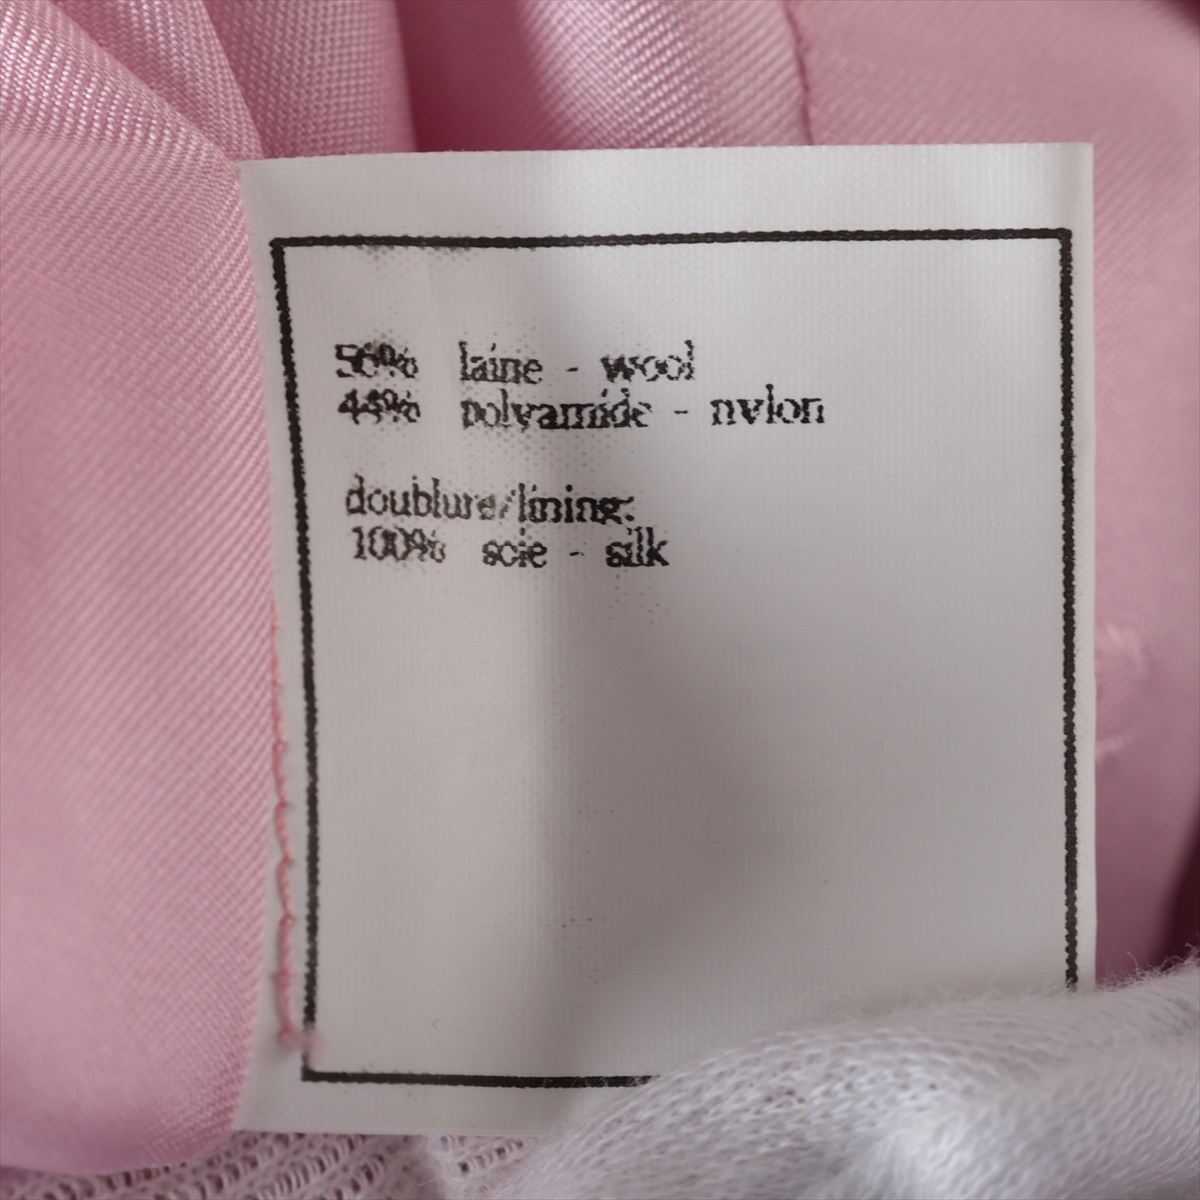 56% laine - wool
44% polyamide - nylon
doublure/lining:
100% soie - silk